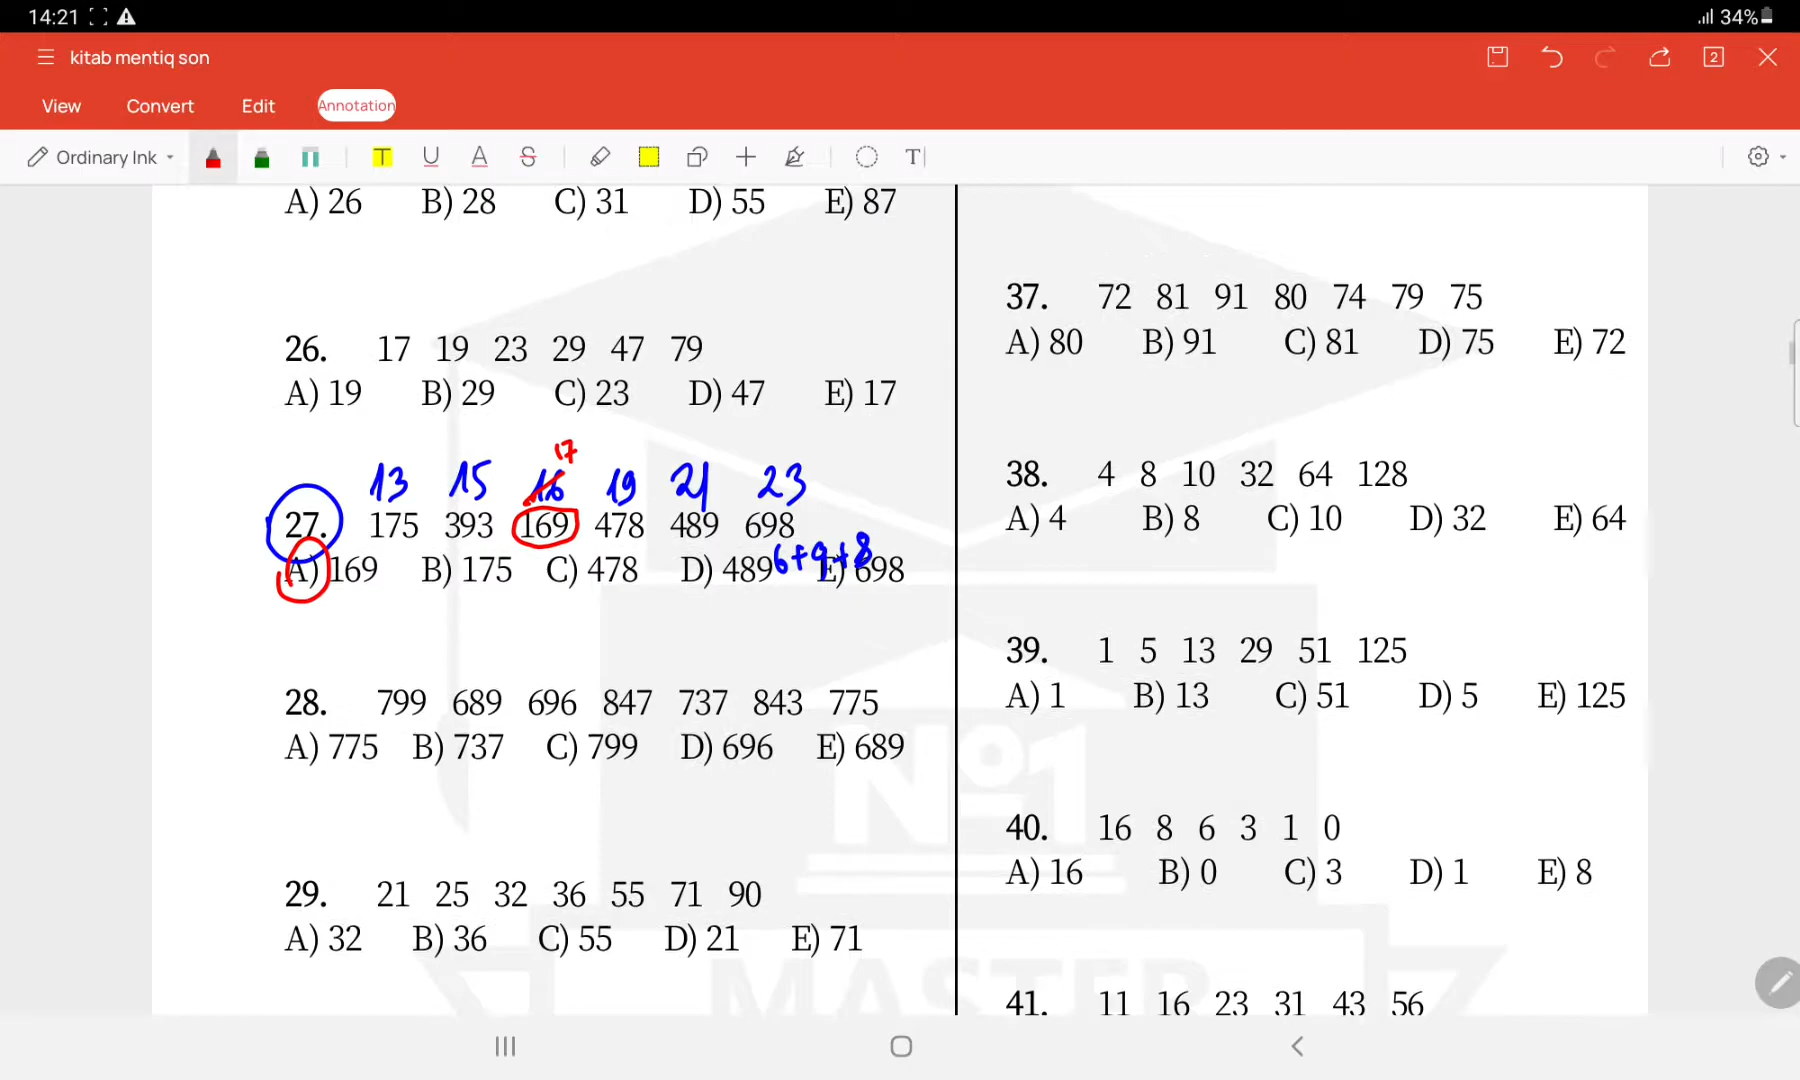 14:21 34%
kitab mentiq son 2
View Convert Edit Annotation
Ordinary Ink T U A S T
A) 26 B) 28 C) 31 D) 55 E) 87
26. 17 19 23 29 47 79
A) 19 B) 29 C) 23 D) 47 E) 17
17
13 15 16 19 21 23
27. 175 393 169 478 489 698
6+9+8
A) 169 B) 175 C) 478 D) 489 E) 698
28. 799 689 696 847 737 843 775
A) 775 B) 737 C) 799 D) 696 E) 689
29. 21 25 32 36 55 71 90
A) 32 B) 36 C) 55 D) 21 E) 71
37. 72 81 91 80 74 79 75
A) 80 B) 91 C) 81 D) 75 E) 72
38. 4 8 10 32 64 128
A) 4 B) 8 C) 10 D) 32 E) 64
39. 1 5 13 29 51 125
A) 1 B) 13 C) 51 D) 5 E) 125
40. 16 8 6 3 1 0
A) 16 B) 0 C) 3 D) 1 E) 8
41. 11 16 23 31 43 56
№1
MASTER